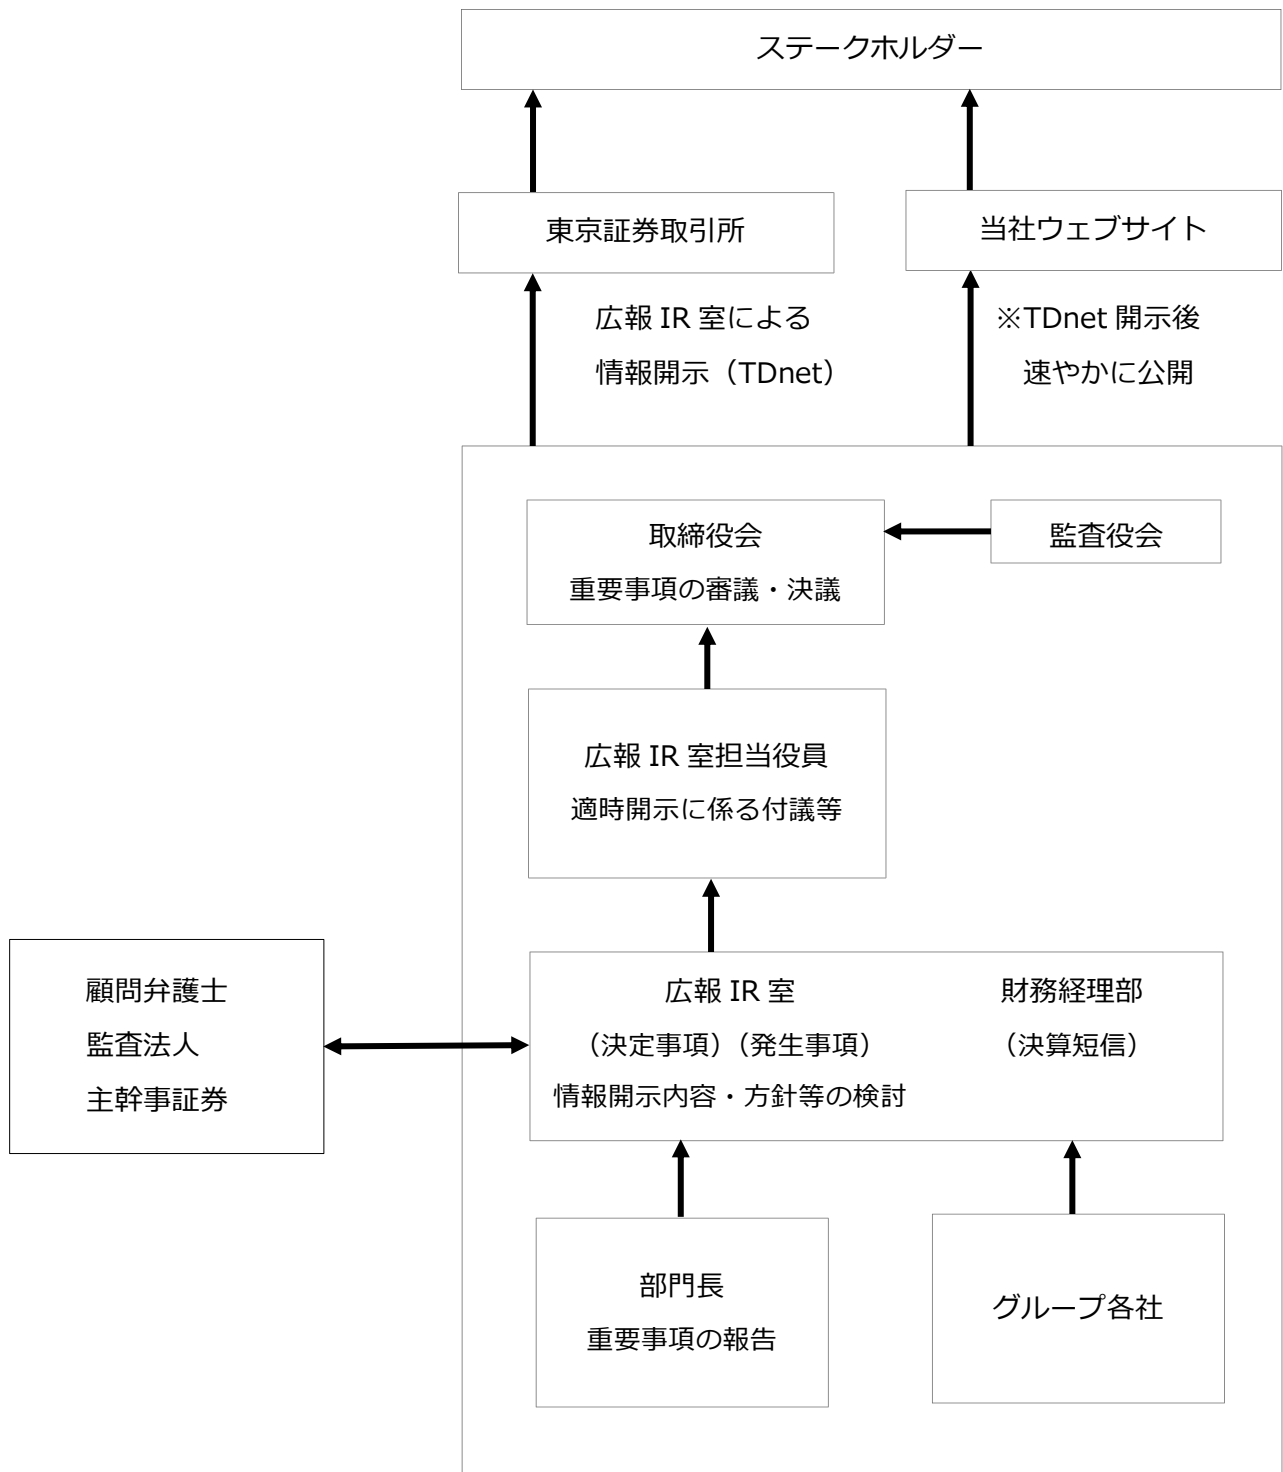 ステークホルダー
東京証券取引所
当社ウェブサイト
広報 IR 室による
情報開示（TDnet）
※TDnet 開示後
速やかに公開
取締役会
重要事項の審議・決議
監査役会
広報 IR 室担当役員
適時開示に係る付議等
顧問弁護士
監査法人
主幹事証券
広報 IR 室
（決定事項）（発生事項）
情報開示内容・方針等の検討
財務経理部
（決算短信）
部門長
重要事項の報告
グループ各社